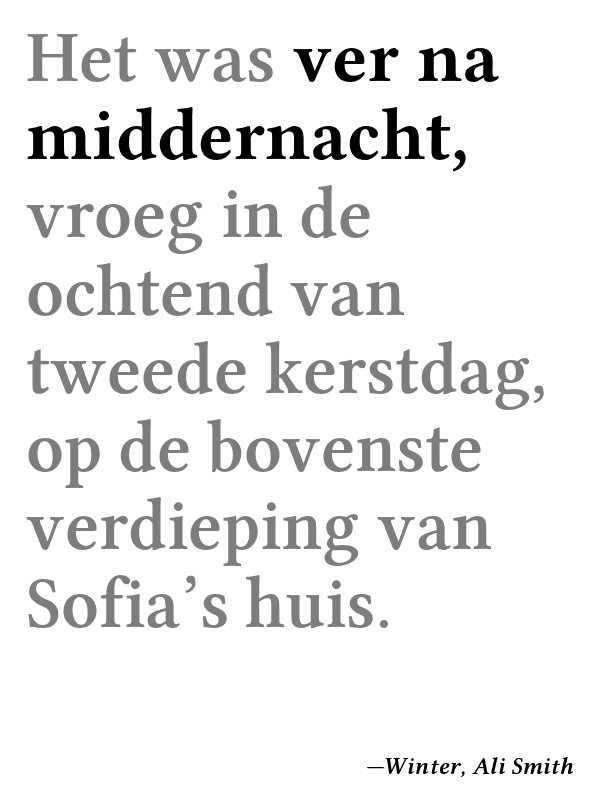 Het was ver na
middernacht,
vroeg in de
ochtend van
tweede kerstdag,
op de bovenste
verdieping van
Sofia’s huis.
—Winter, Ali Smith